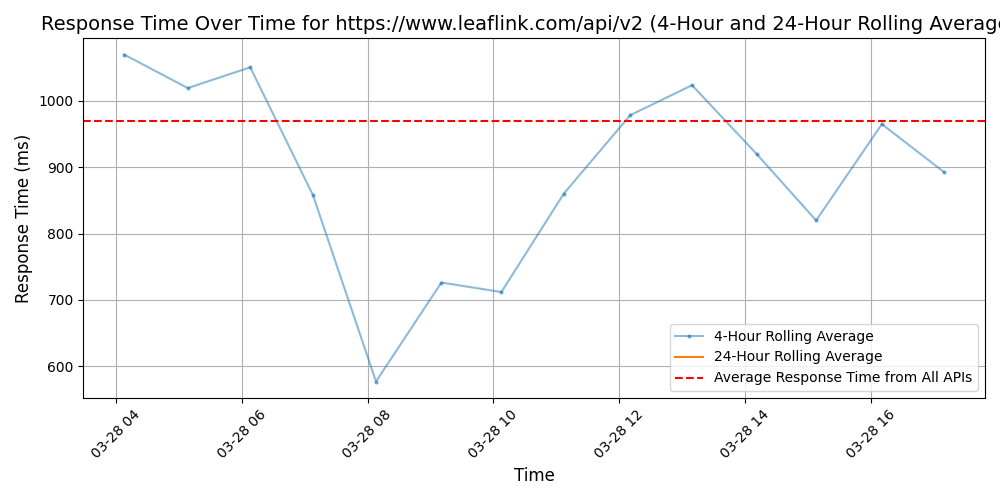 Response Time Over Time for https://www.leaflink.com/api/v2 (4-Hour and 24-Hour Rolling Average
Response Time (ms)
1000
900
800
700
600
4-Hour Rolling Average
24-Hour Rolling Average
Average Response Time from All APIs
03-28 04
03-28 06
03-28 08
03-28 10
03-28 12
03-28 14
03-28 16
Time